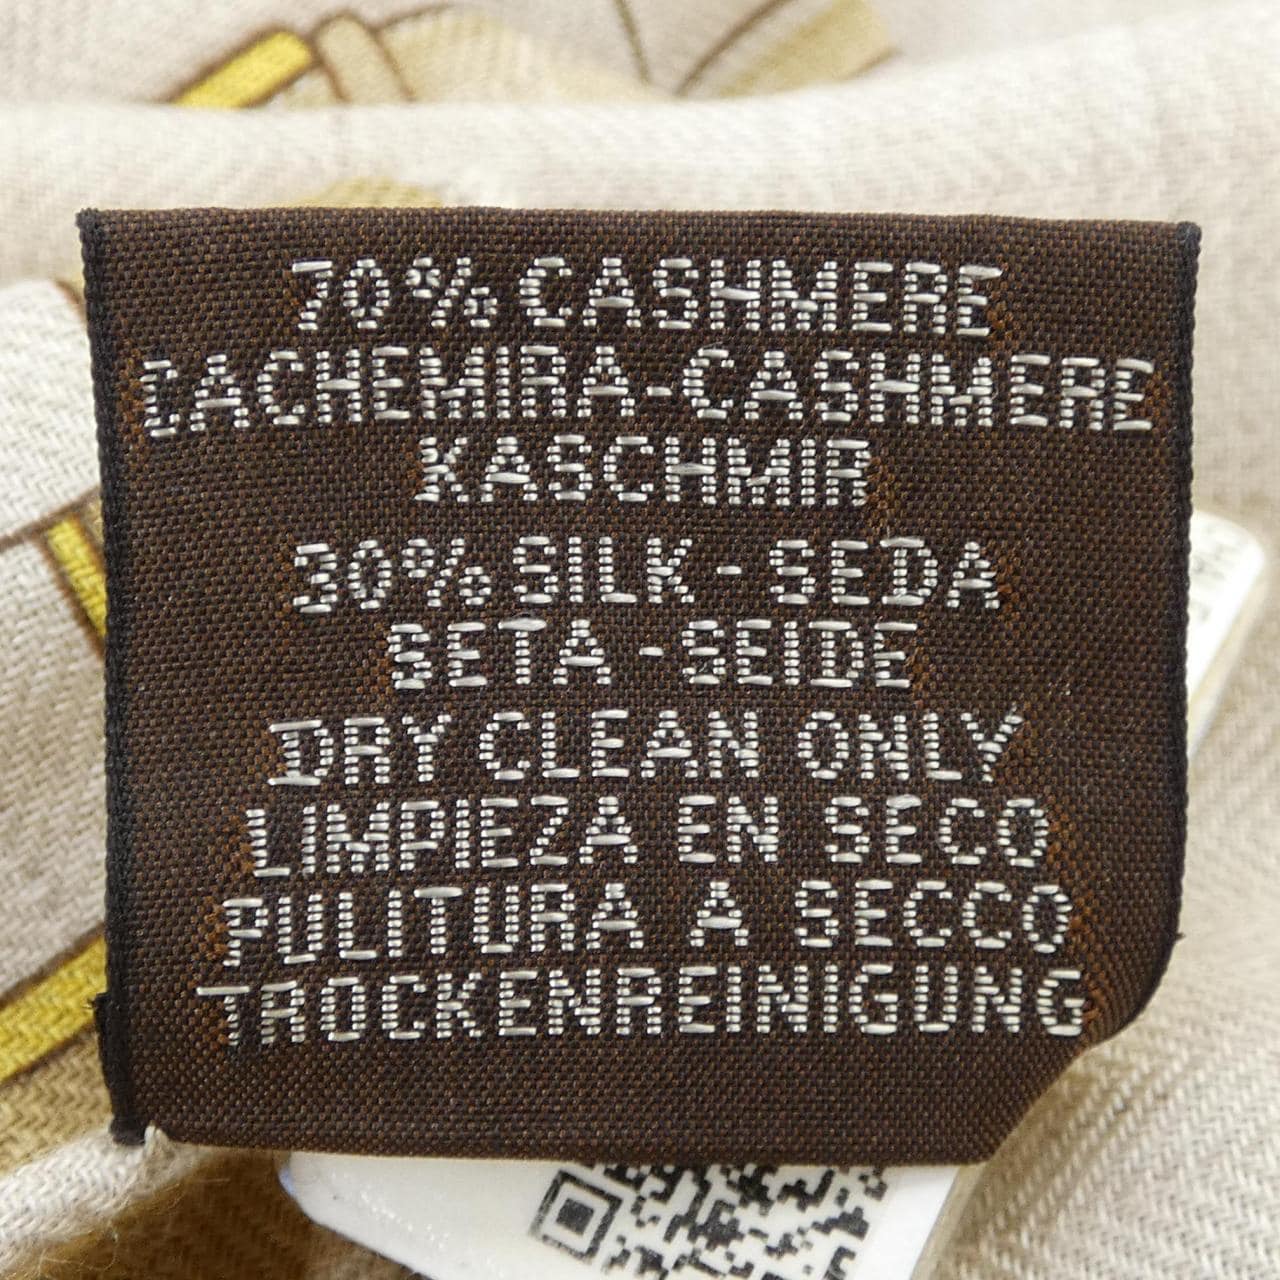 70% CASHMERE
CACHEMIRA-CASHMERE
KASCHMIR
30% SILK - SEDA
SETA - SEIDE
DRY CLEAN ONLY
LIMPIEZA EN SECO
PULITURA A SECCO
TROCKENREINIGUNG